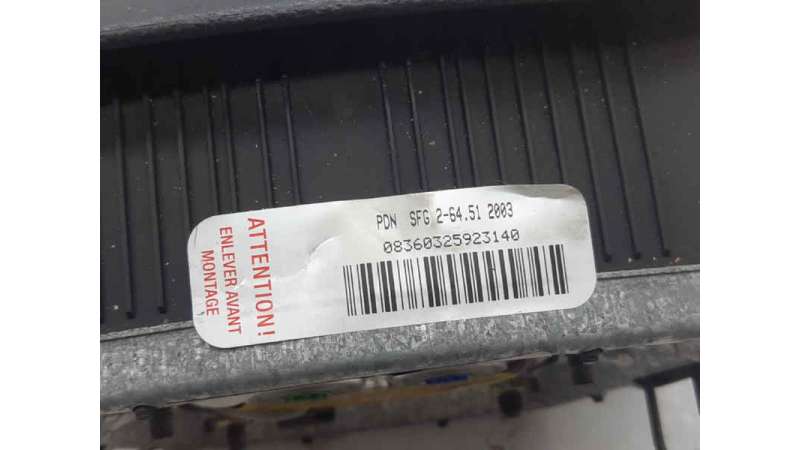 ATTENTION!
ENLEVER AVANT
MONTAGE
PDN SFG 2-64.51 2003
08360325923140